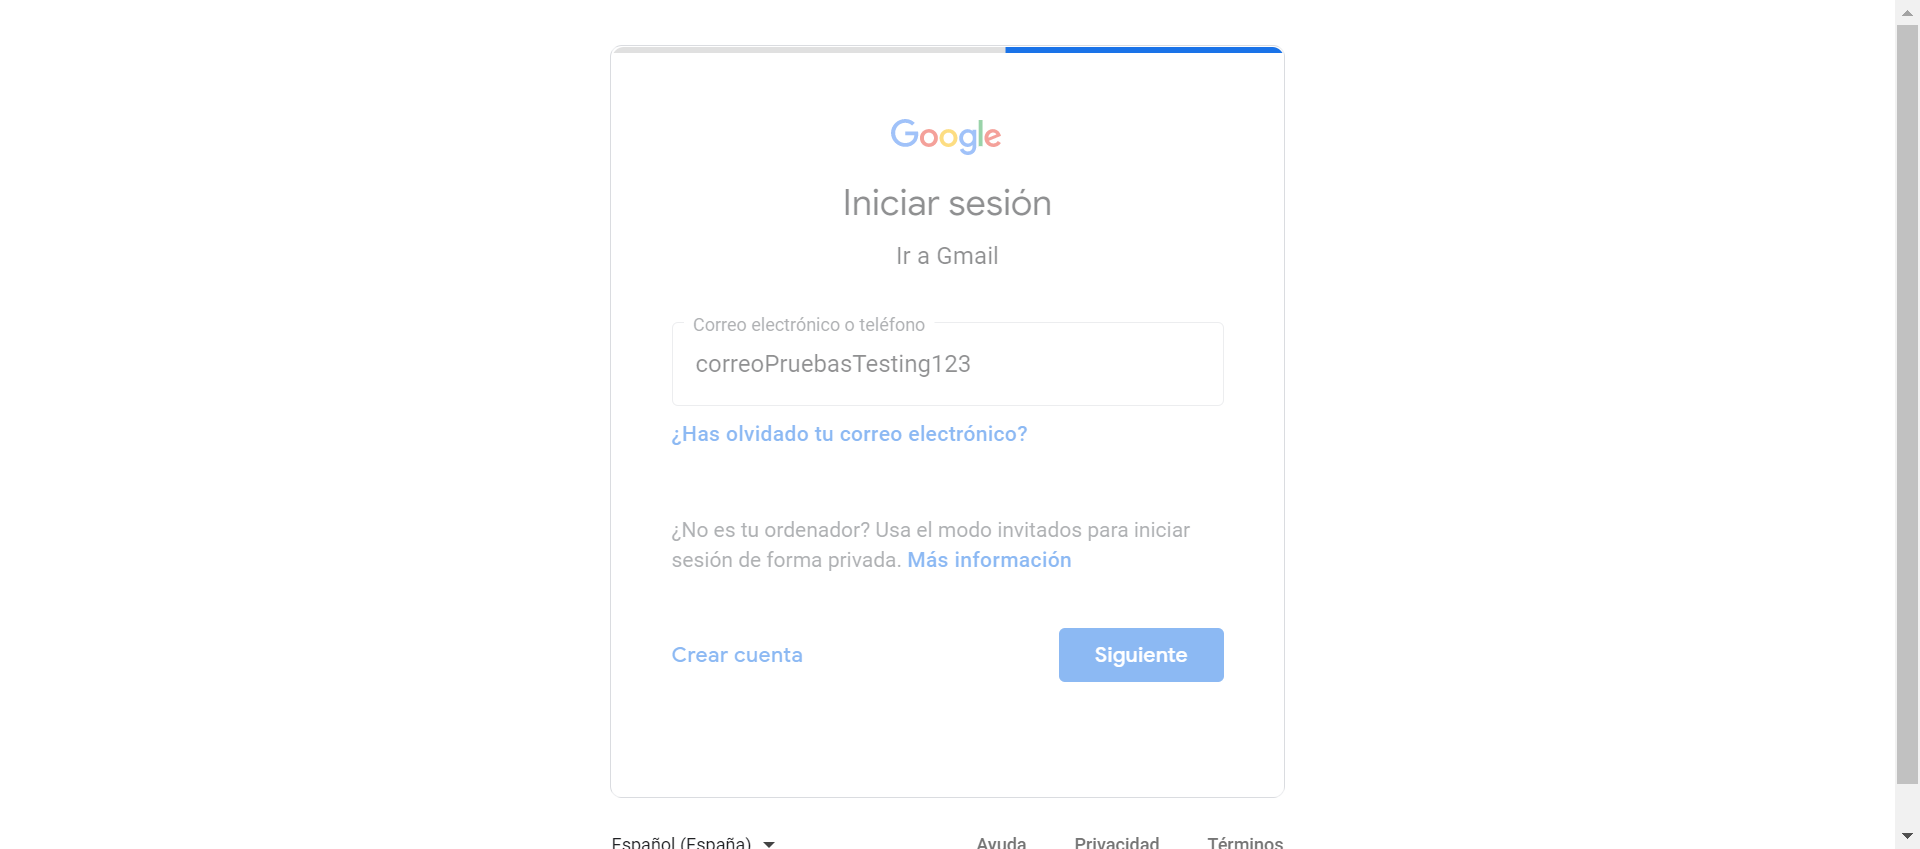 Google
Iniciar sesión
Ir a Gmail
Correo electrónico o teléfono
correoPruebasTesting123
¿Has olvidado tu correo electrónico?
¿No es tu ordenador? Usa el modo invitados para iniciar
sesión de forma privada. Más información
Crear cuenta
Siguiente
Español (España)
Ayuda
Privacidad
Términos